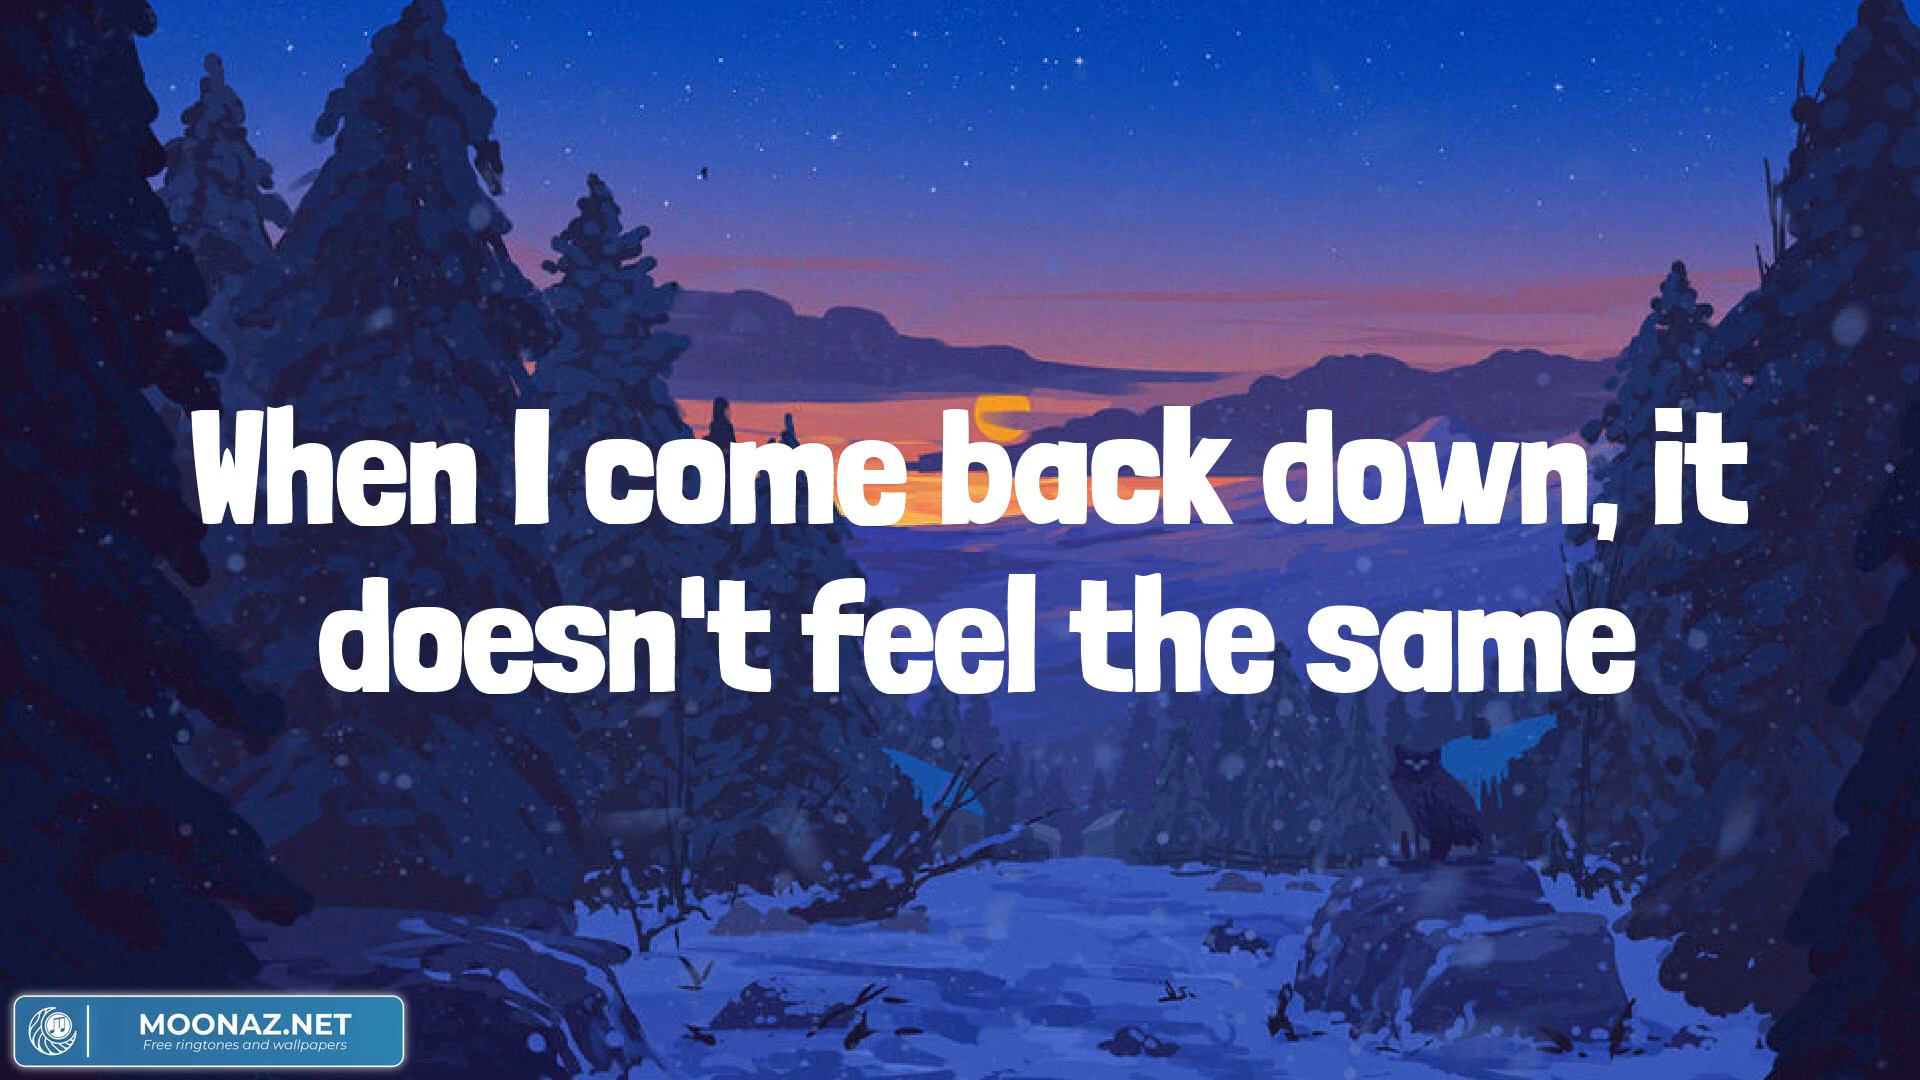 When I come back down, it
doesn't feel the same
MOONAZ.NET
Free ringtones and wallpapers